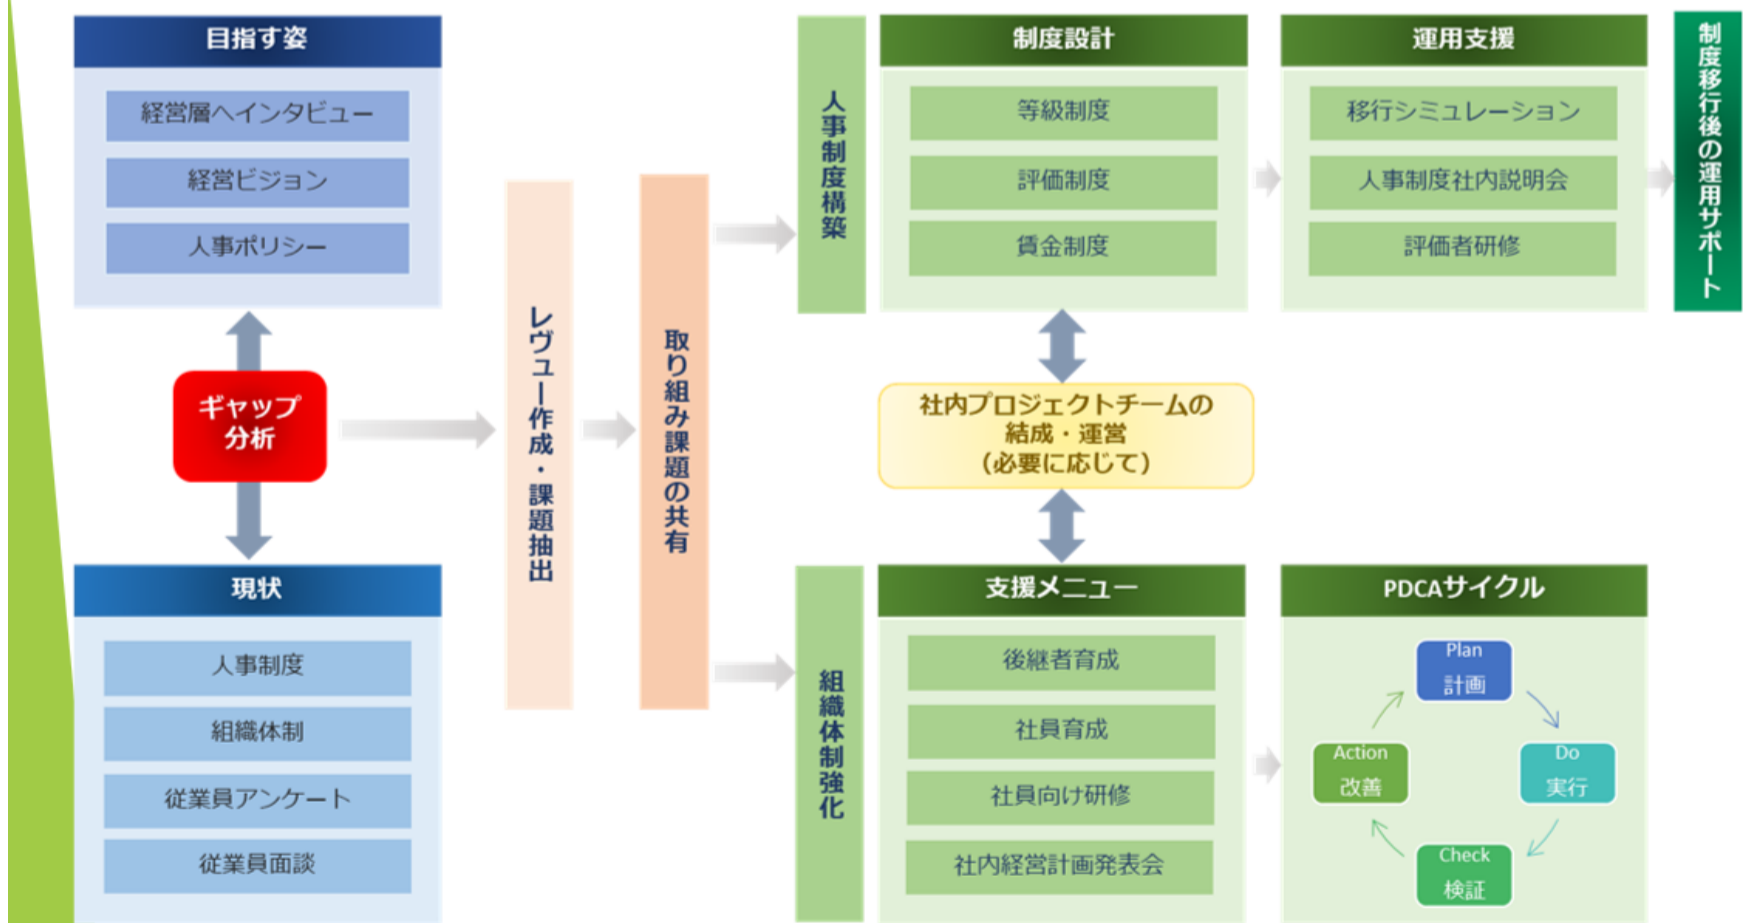 目指す姿
経営層へインタビュー
経営ビジョン
人事ポリシー
ギャップ
分析
現状
人事制度
組織体制
従業員アンケート
従業員面談
レヴュー作成・課題抽出
取り組み課題の共有
人事制度構築
制度設計
等級制度
評価制度
賃金制度
運用支援
移行シミュレーション
人事制度社内説明会
評価者研修
制度移行後の運用サポート
社内プロジェクトチームの
結成・運営
（必要に応じて）
組織体制強化
支援メニュー
後継者育成
社員育成
社員向け研修
社内経営計画発表会
PDCAサイクル
Plan
計画
Do
実行
Check
検証
Action
改善